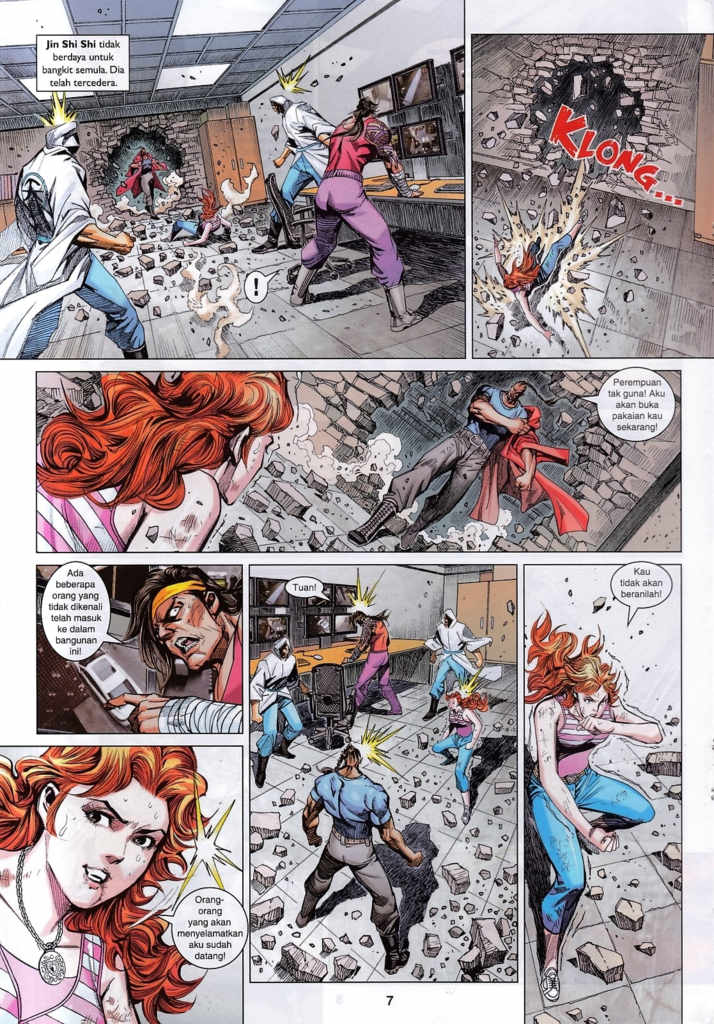 Jin Shi Shi tidak
berdaya untuk
bangkit semula. Dia
telah tercedera.
!
KLONG...
Perempuan
tak guna! Aku
akan buka
pakaian kau
sekarang!
Ada
beberapa
orang yang
tidak dikenali
telah masuk
ke dalam
bangunan
ini!
Tuan!
Kau
tidak akan
beranilah!
Orang-
orang
yang akan
menyelamatkan
aku sudah
datang!
7